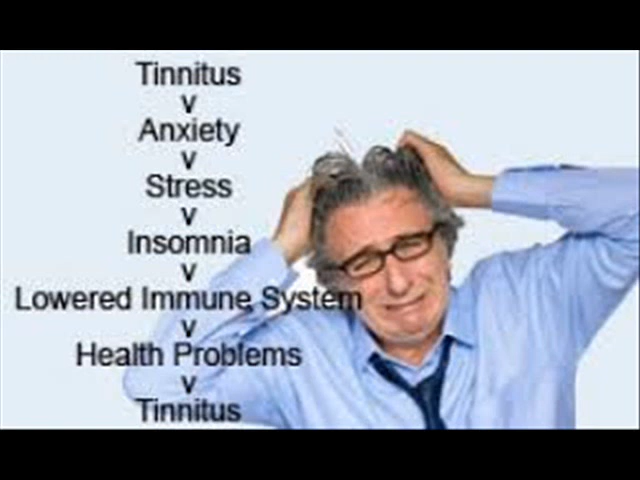 Tinnitus
v
Anxiety
v
Stress
v
Insomnia
v
Lowered Immune System
v
Health Problems
v
Tinnitus